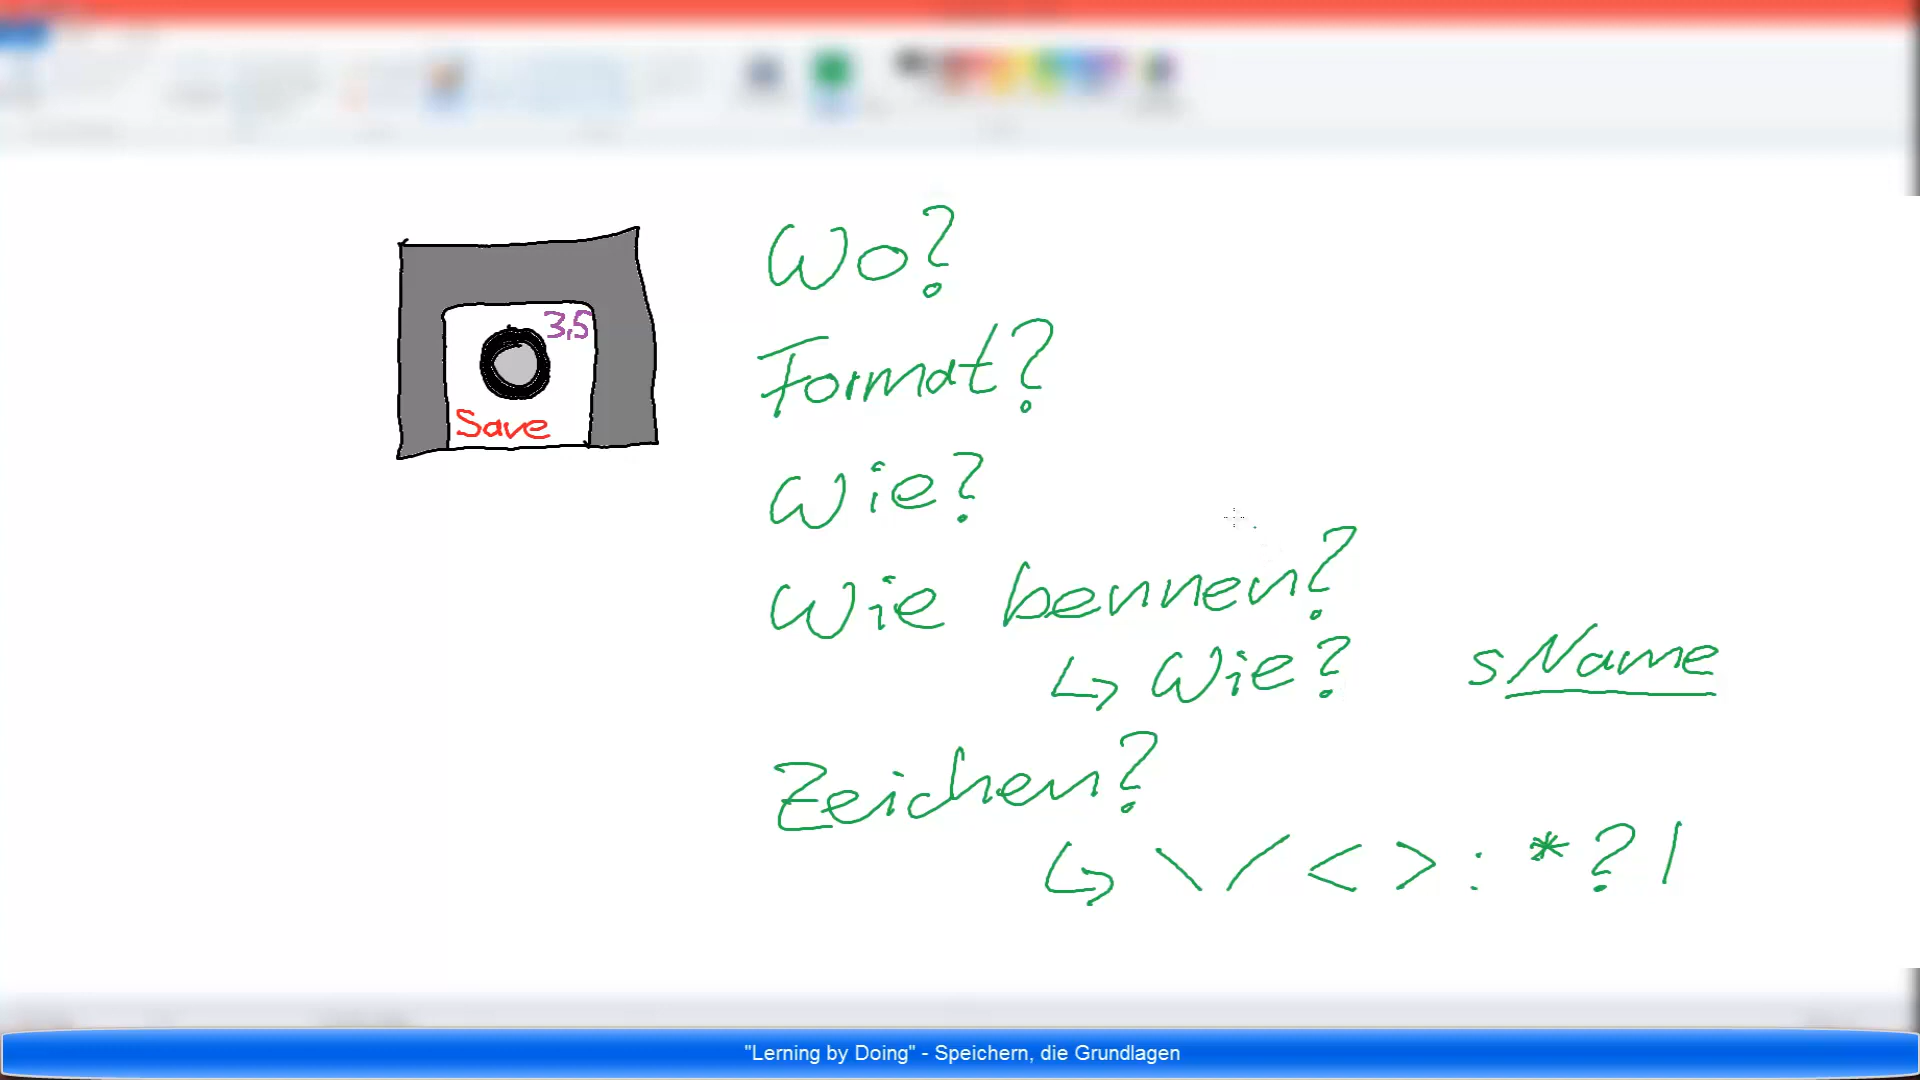 Wo?
3,5
Format?
Save
Wie?
Wie bennen?
↳ Wie? sName
Zeichen?
↳ \ / < > : * ? |
"Lerning by Doing" - Speichern, die Grundlagen